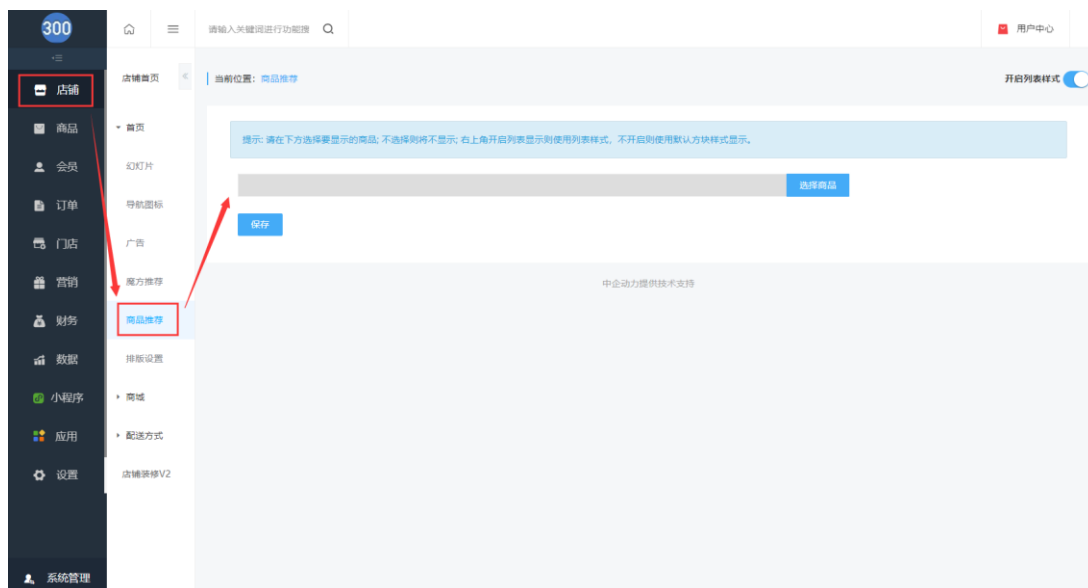 300
请输入关键词进行功能搜
用户中心
店铺
商品
会员
订单
门店
营销
财务
数据
小程序
应用
设置
系统管理
店铺首页
首页
幻灯片
导航图标
广告
魔方推荐
商品推荐
排版设置
商城
配送方式
店铺装修V2
当前位置: 商品推荐
开启列表样式
提示: 请在下方选择要显示的商品; 不选择则将不显示; 右上角开启列表显示则使用列表样式，不开启则使用默认方块样式显示。
选择商品
保存
中企动力提供技术支持